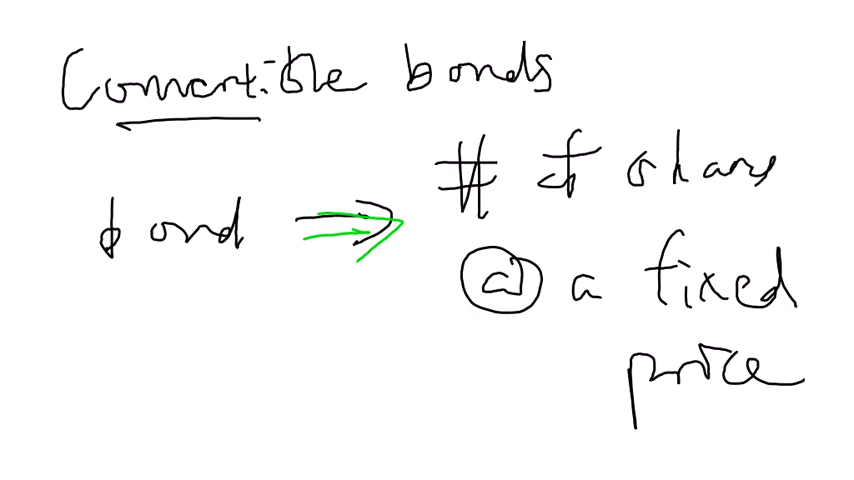 Convertible bonds
bond ⇒ # of shares
@ a fixed
price